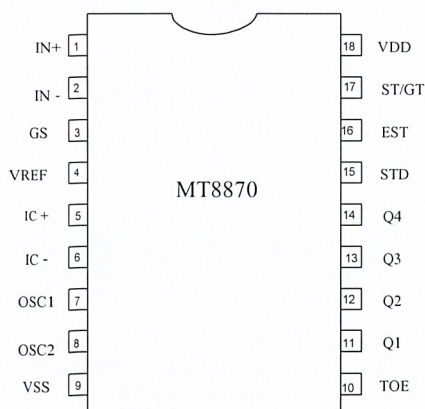 IN+ 1 18 VDD
IN - 2 17 ST/GT
GS 3 16 EST
VREF 4 15 STD
MT8870
IC + 5 14 Q4
IC - 6 13 Q3
OSC1 7 12 Q2
OSC2 8 11 Q1
VSS 9 10 TOE